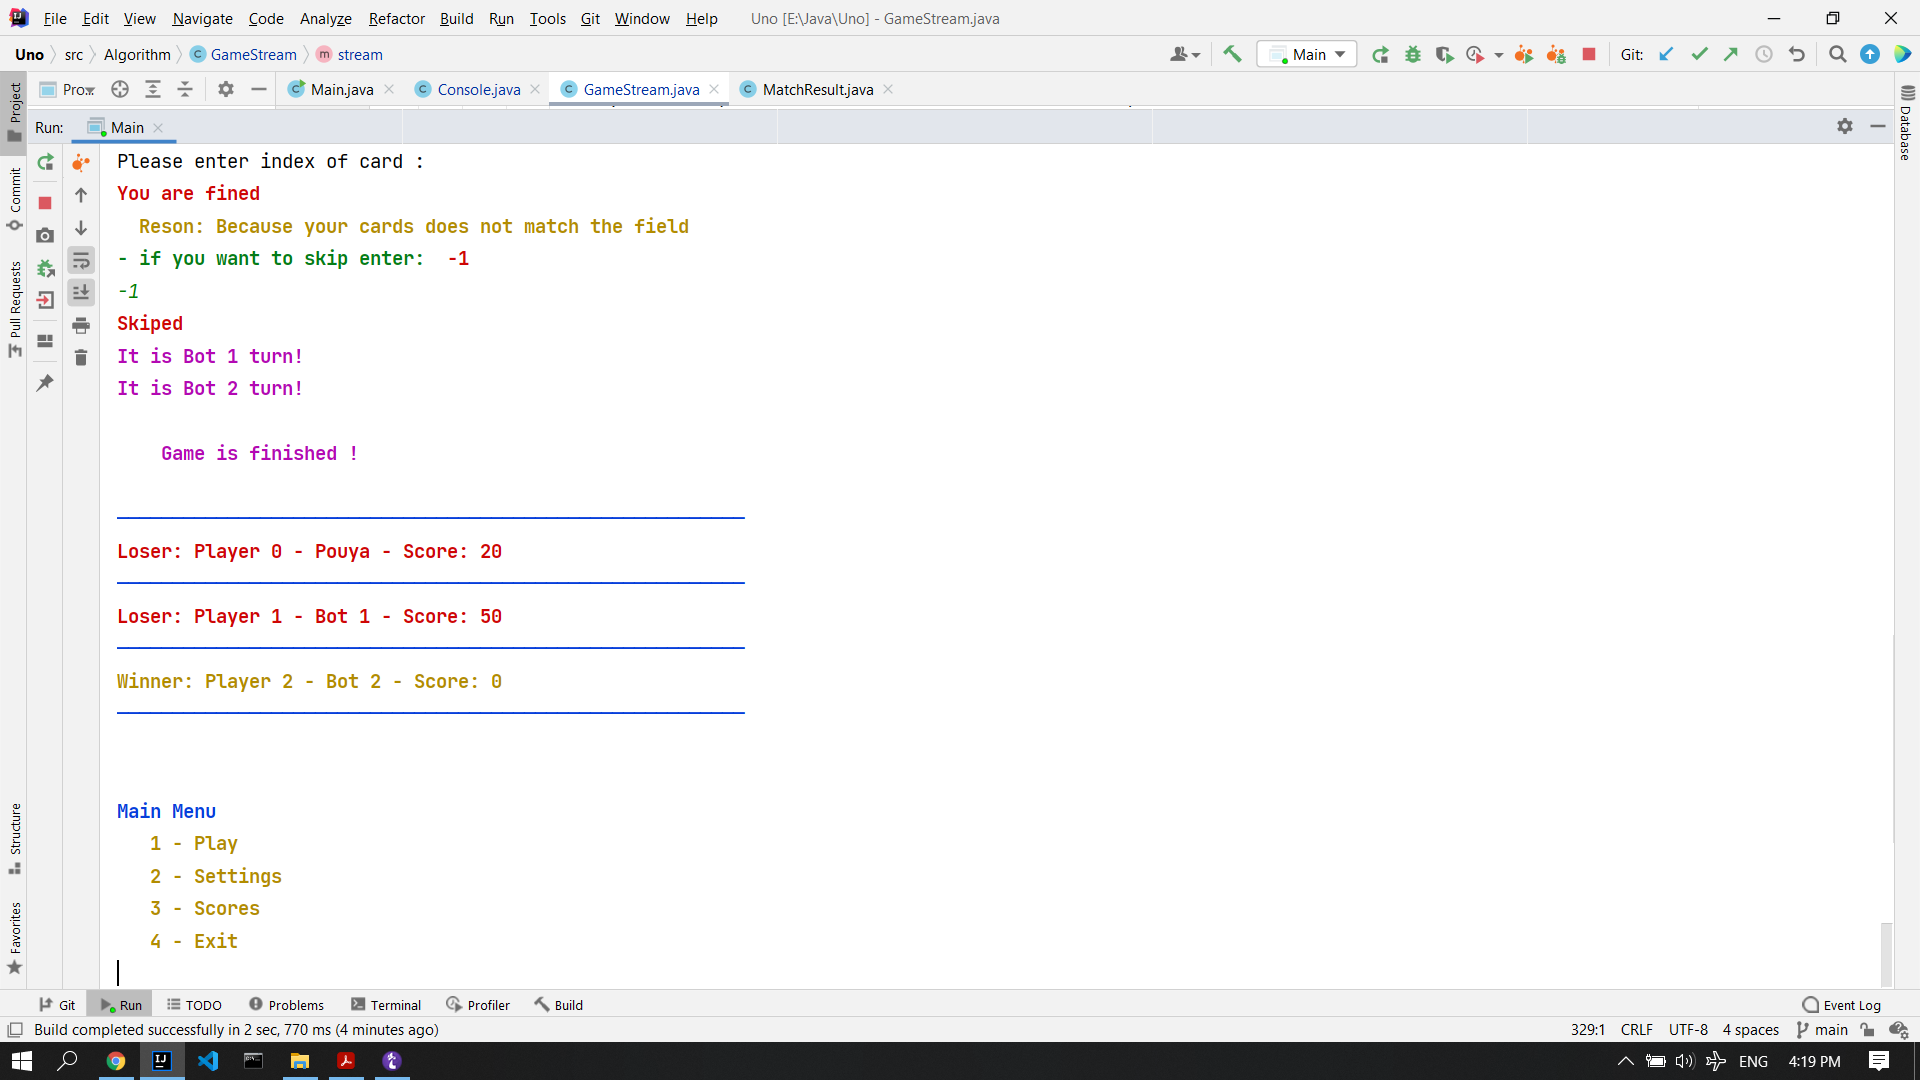 File Edit View Navigate Code Analyze Refactor Build Run Tools Git Window Help Uno [E:\Java\Uno] - GameStream.java
Uno src Algorithm GameStream stream Main Git:
Pro... Main.java Console.java GameStream.java MatchResult.java
Run: Main
Project
Commit
Pull Requests
Structure
Favorites
Database
Please enter index of card :
You are fined
Reson: Because your cards does not match the field
- if you want to skip enter: -1
-1
Skiped
It is Bot 1 turn!
It is Bot 2 turn!
Game is finished !
Loser: Player 0 - Pouya - Score: 20
Loser: Player 1 - Bot 1 - Score: 50
Winner: Player 2 - Bot 2 - Score: 0
Main Menu
1 - Play
2 - Settings
3 - Scores
4 - Exit
Git Run TODO Problems Terminal Profiler Build Event Log
Build completed successfully in 2 sec, 770 ms (4 minutes ago) 329:1 CRLF UTF-8 4 spaces main
ENG 4:19 PM